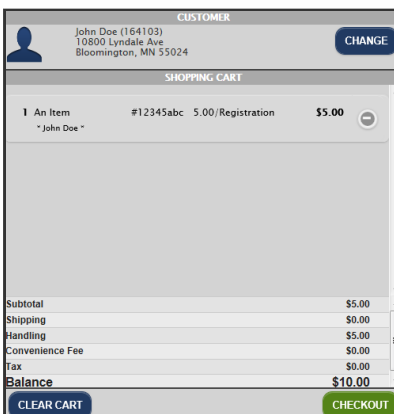 CUSTOMER
John Doe (164103)
10800 Lyndale Ave
Bloomington, MN 55024
CHANGE
SHOPPING CART
1 An Item #12345abc 5.00/Registration $5.00
* John Doe *
Subtotal $5.00
Shipping $0.00
Handling $5.00
Convenience Fee $0.00
Tax $0.00
Balance $10.00
CLEAR CART CHECKOUT